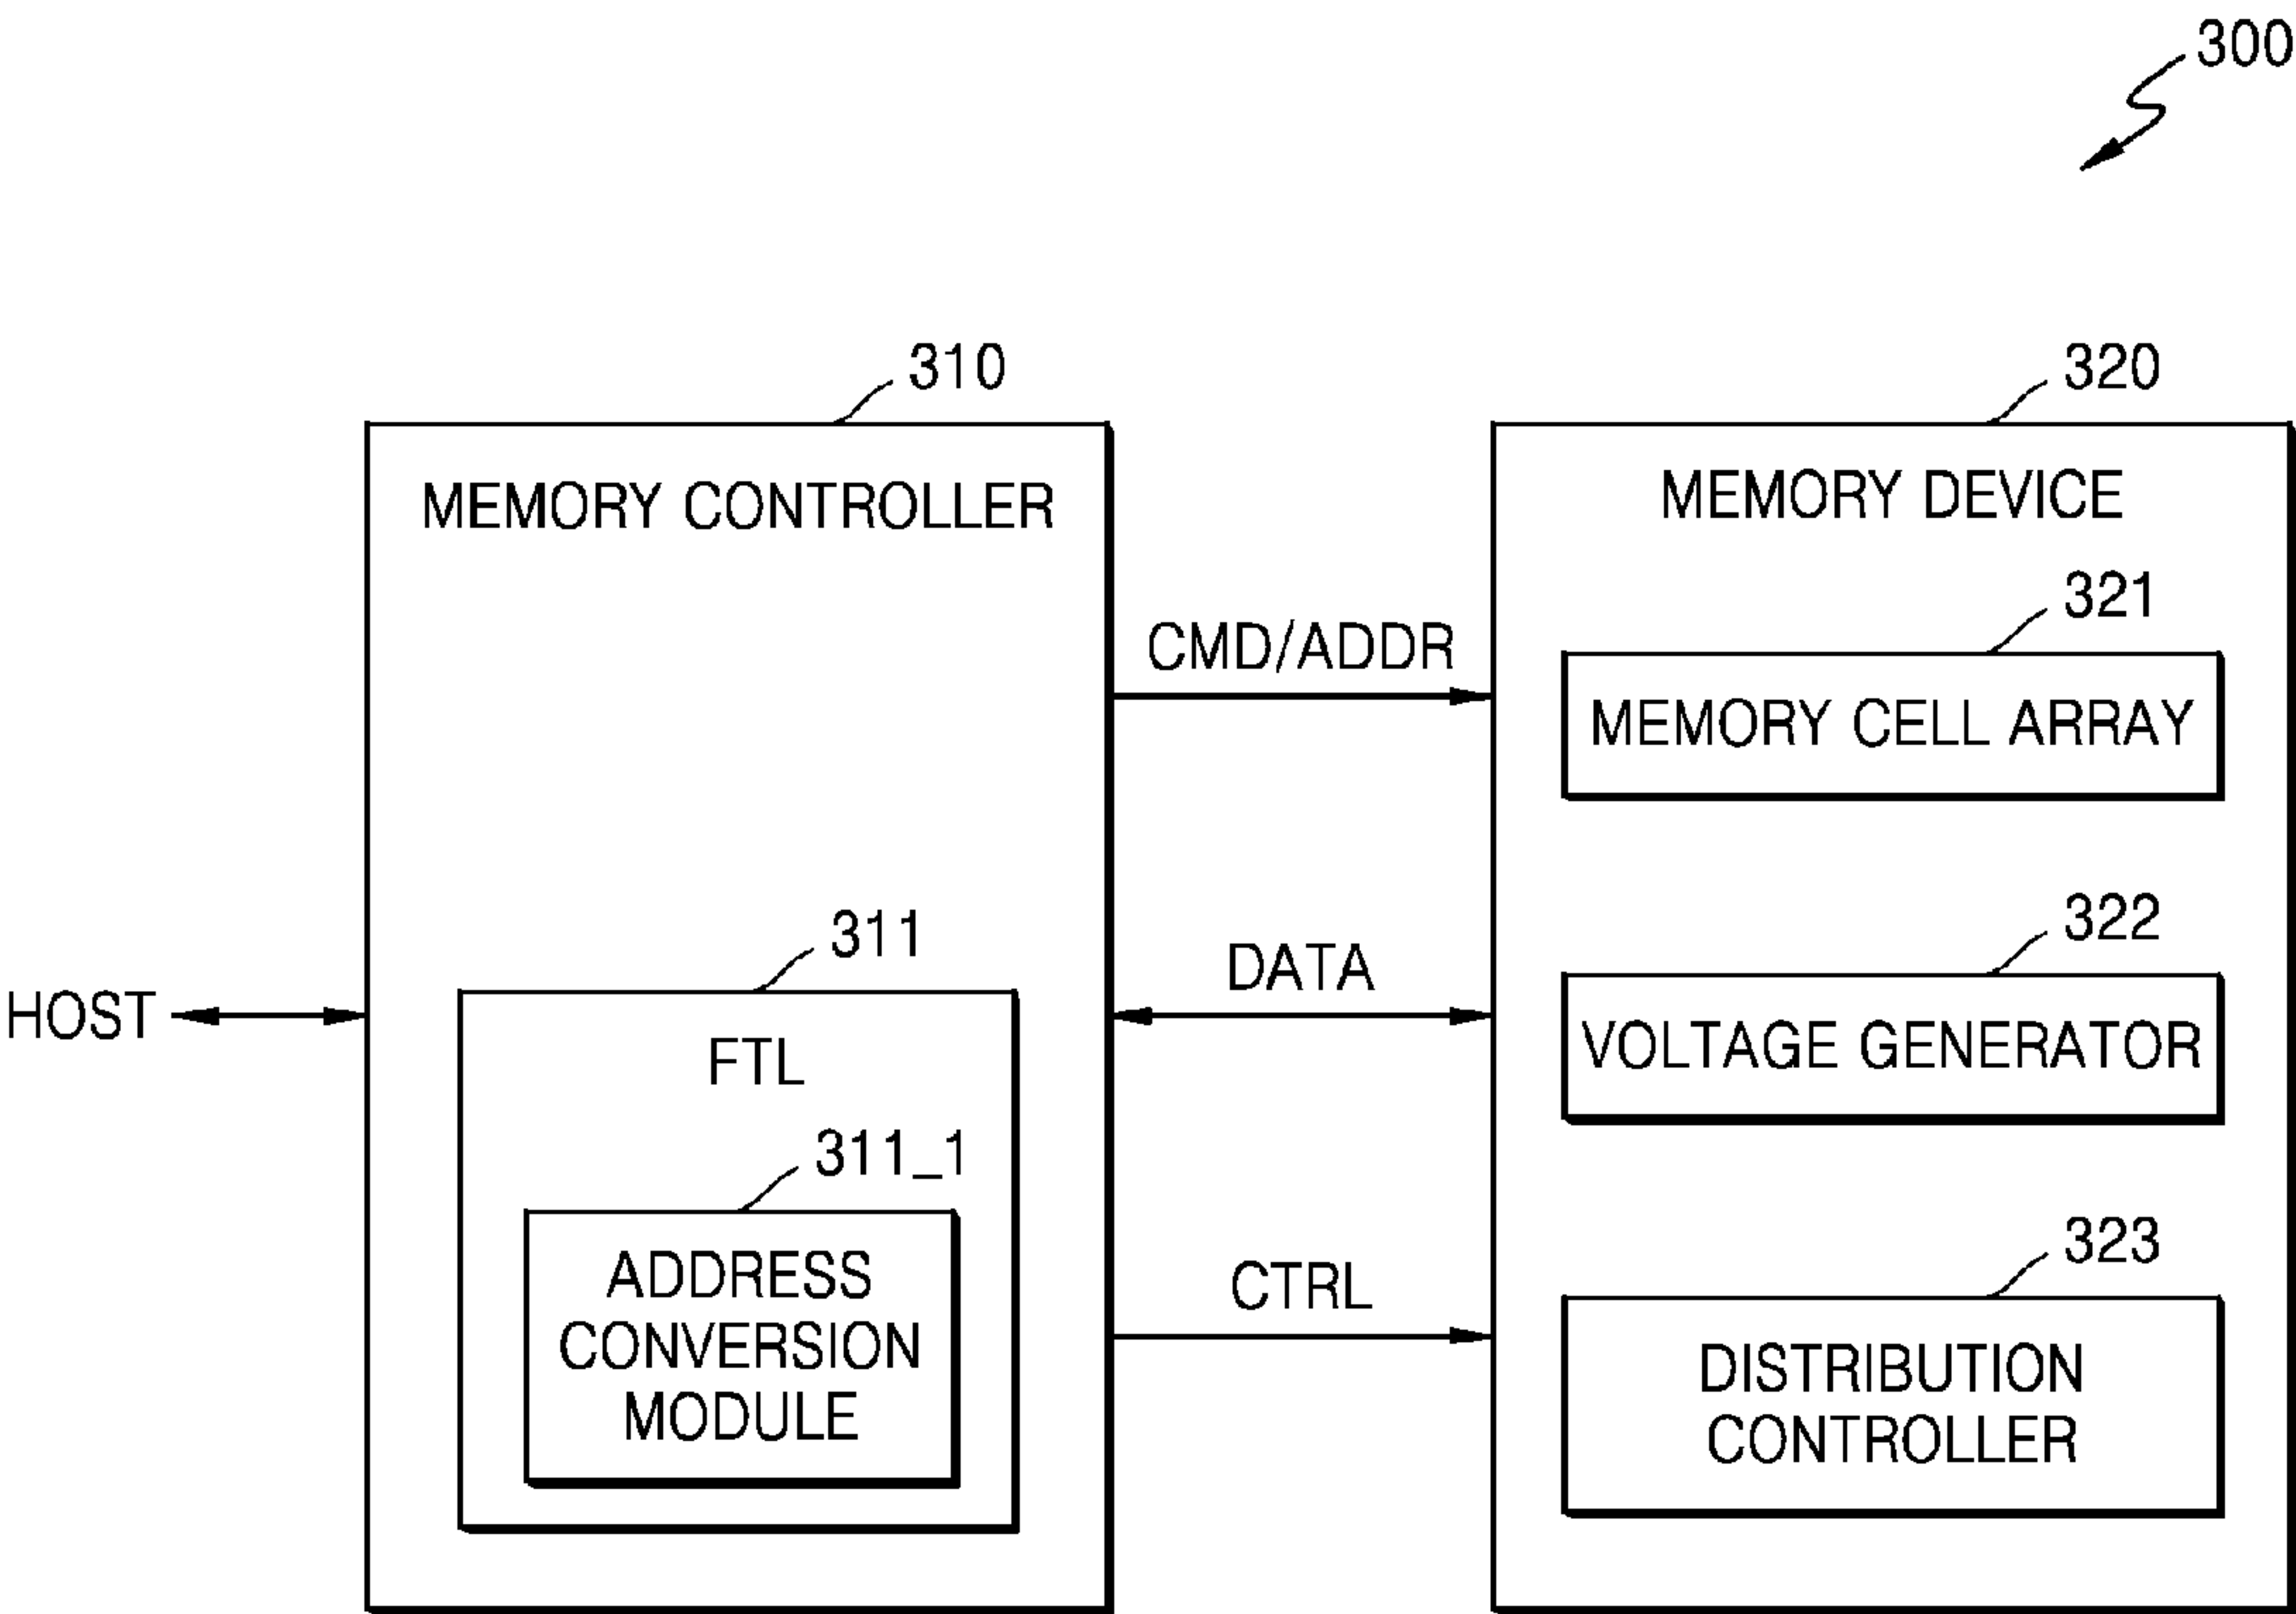 300
310
MEMORY CONTROLLER
320
MEMORY DEVICE
321
MEMORY CELL ARRAY
CMD/ADDR
322
VOLTAGE GENERATOR
DATA
HOST
311
FTL
311_1
ADDRESS
CONVERSION
MODULE
CTRL
323
DISTRIBUTION
CONTROLLER